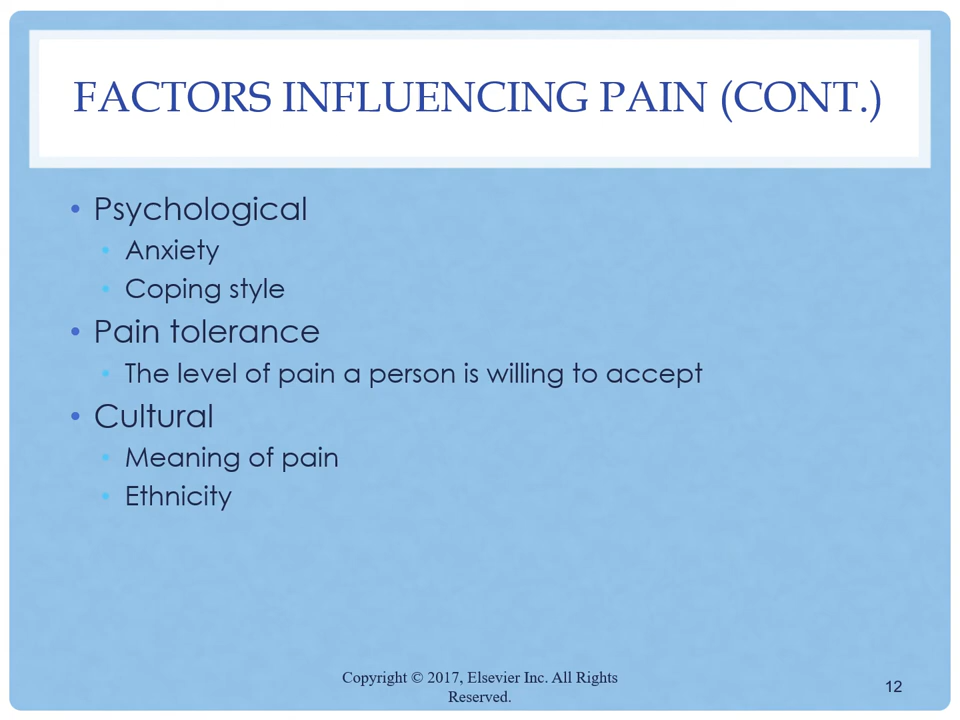 FACTORS INFLUENCING PAIN (CONT.)
• Psychological
• Anxiety
• Coping style
• Pain tolerance
• The level of pain a person is willing to accept
• Cultural
• Meaning of pain
• Ethnicity
Copyright © 2017, Elsevier Inc. All Rights
Reserved.
12